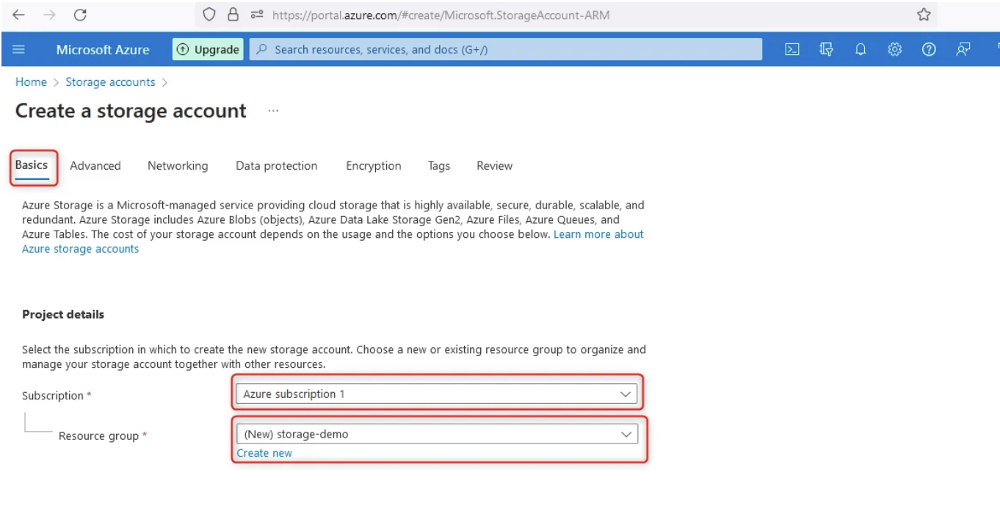 https://portal.azure.com/#create/Microsoft.StorageAccount-ARM
Microsoft Azure Upgrade Search resources, services, and docs (G+/)
Home > Storage accounts >
Create a storage account ...
Basics Advanced Networking Data protection Encryption Tags Review
Azure Storage is a Microsoft-managed service providing cloud storage that is highly available, secure, durable, scalable, and
redundant. Azure Storage includes Azure Blobs (objects), Azure Data Lake Storage Gen2, Azure Files, Azure Queues, and
Azure Tables. The cost of your storage account depends on the usage and the options you choose below. Learn more about
Azure storage accounts
Project details
Select the subscription in which to create the new storage account. Choose a new or existing resource group to organize and
manage your storage account together with other resources.
Subscription * Azure subscription 1
Resource group * (New) storage-demo
Create new